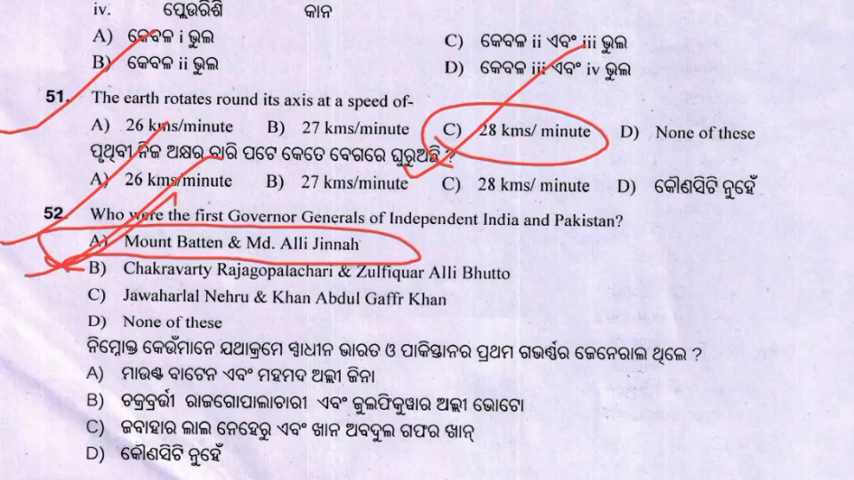 iv. ପ୍ଲେଉରିଶି କାନ
A) କେବଳ i ଭୁଲ C) କେବଳ ii ଏବଂ iii ଭୁଲ
B) କେବଳ ii ଭୁଲ D) କେବଳ iii ଏବଂ iv ଭୁଲ
51. The earth rotates round its axis at a speed of-
A) 26 kms/minute B) 27 kms/minute C) 28 kms/ minute D) None of these
ପୃଥିବୀ ନିଜ ଅକ୍ଷର ଚାରି ପଟେ କେତେ ବେଗରେ ଘୁରୁଅଛି ?
A) 26 kms/minute B) 27 kms/minute C) 28 kms/ minute D) କୌଣସିଟି ନୁହେଁ
52. Who were the first Governor Generals of Independent India and Pakistan?
A) Mount Batten & Md. Alli Jinnah
B) Chakravarty Rajagopalachari & Zulfiquar Alli Bhutto
C) Jawaharlal Nehru & Khan Abdul Gaffr Khan
D) None of these
ନିମ୍ନୋକ୍ତ କେଉଁମାନେ ଯଥାକ୍ରମେ ସ୍ୱାଧୀନ ଭାରତ ଓ ପାକିସ୍ତାନର ପ୍ରଥମ ଗଭର୍ଣ୍ଣର ଜେନେରାଲ ଥିଲେ ?
A) ମାଉଣ୍ଟ ବାଟେନ ଏବଂ ମହମଦ ଅଲ୍ଲୀ ଜିନା
B) ଚକ୍ରବର୍ତ୍ତୀ ରାଜଗୋପାଲାଚାରୀ ଏବଂ ଜୁଲଫିକୁୱାର ଅଲ୍ଲୀ ଭୋଟୋ
C) ଜବାହାର ଲାଲ ନେହେରୁ ଏବଂ ଖାନ ଅବଦୁଲ ଗଫର ଖାନ୍
D) କୌଣସିଟି ନୁହେଁ